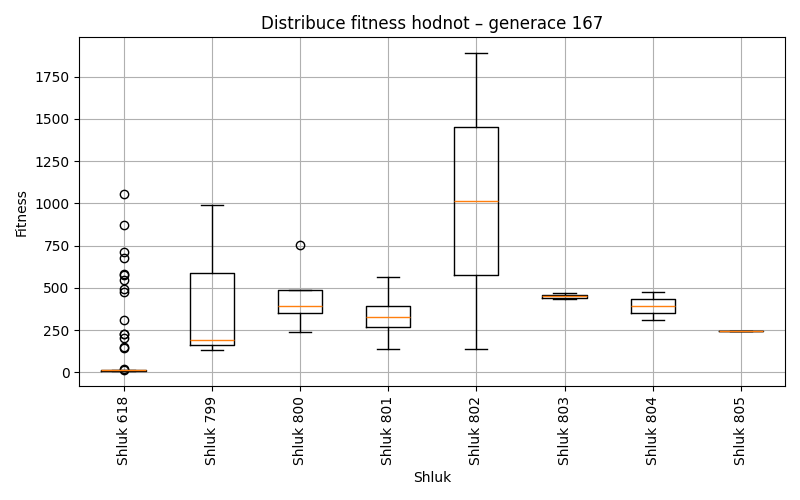 Distribuce fitness hodnot – generace 167
Fitness
1750
1500
1250
1000
750
500
250
0
Shluk 618
Shluk 799
Shluk 800
Shluk 801
Shluk 802
Shluk 803
Shluk 804
Shluk 805
Shluk